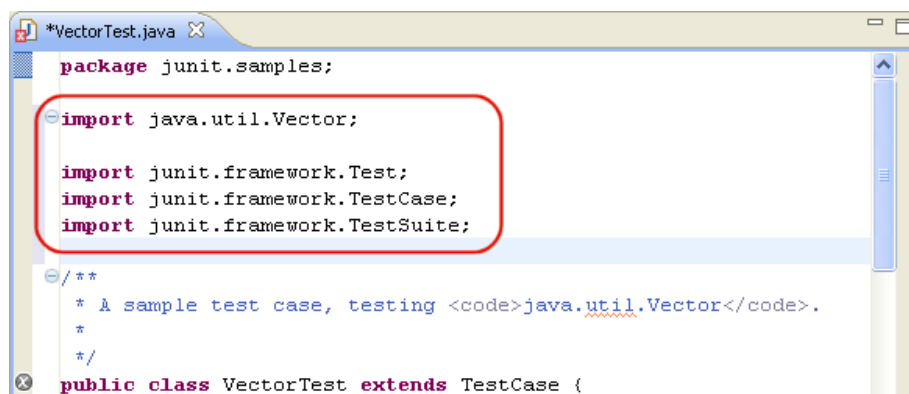 *VectorTest.java
package junit.samples;
import java.util.Vector;
import junit.framework.Test;
import junit.framework.TestCase;
import junit.framework.TestSuite;
/**
* A sample test case, testing <code>java.util.Vector</code>.
*
*/
public class VectorTest extends TestCase {